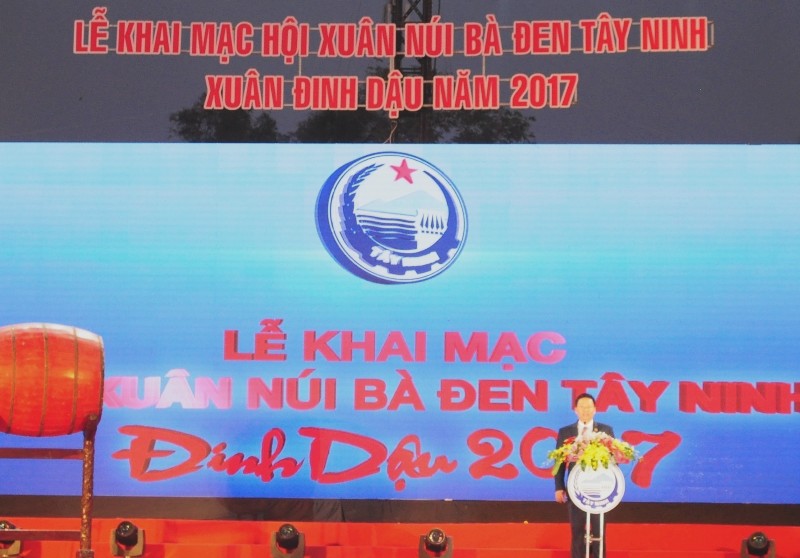 LỄ KHAI MẠC HỘI XUÂN NÚI BÀ ĐEN TÂY NINH
XUÂN ĐINH DẬU NĂM 2017
TÂY
LỄ KHAI MẠC
XUÂN NÚI BÀ ĐEN TÂY NINH
Đinh Dậu 2017